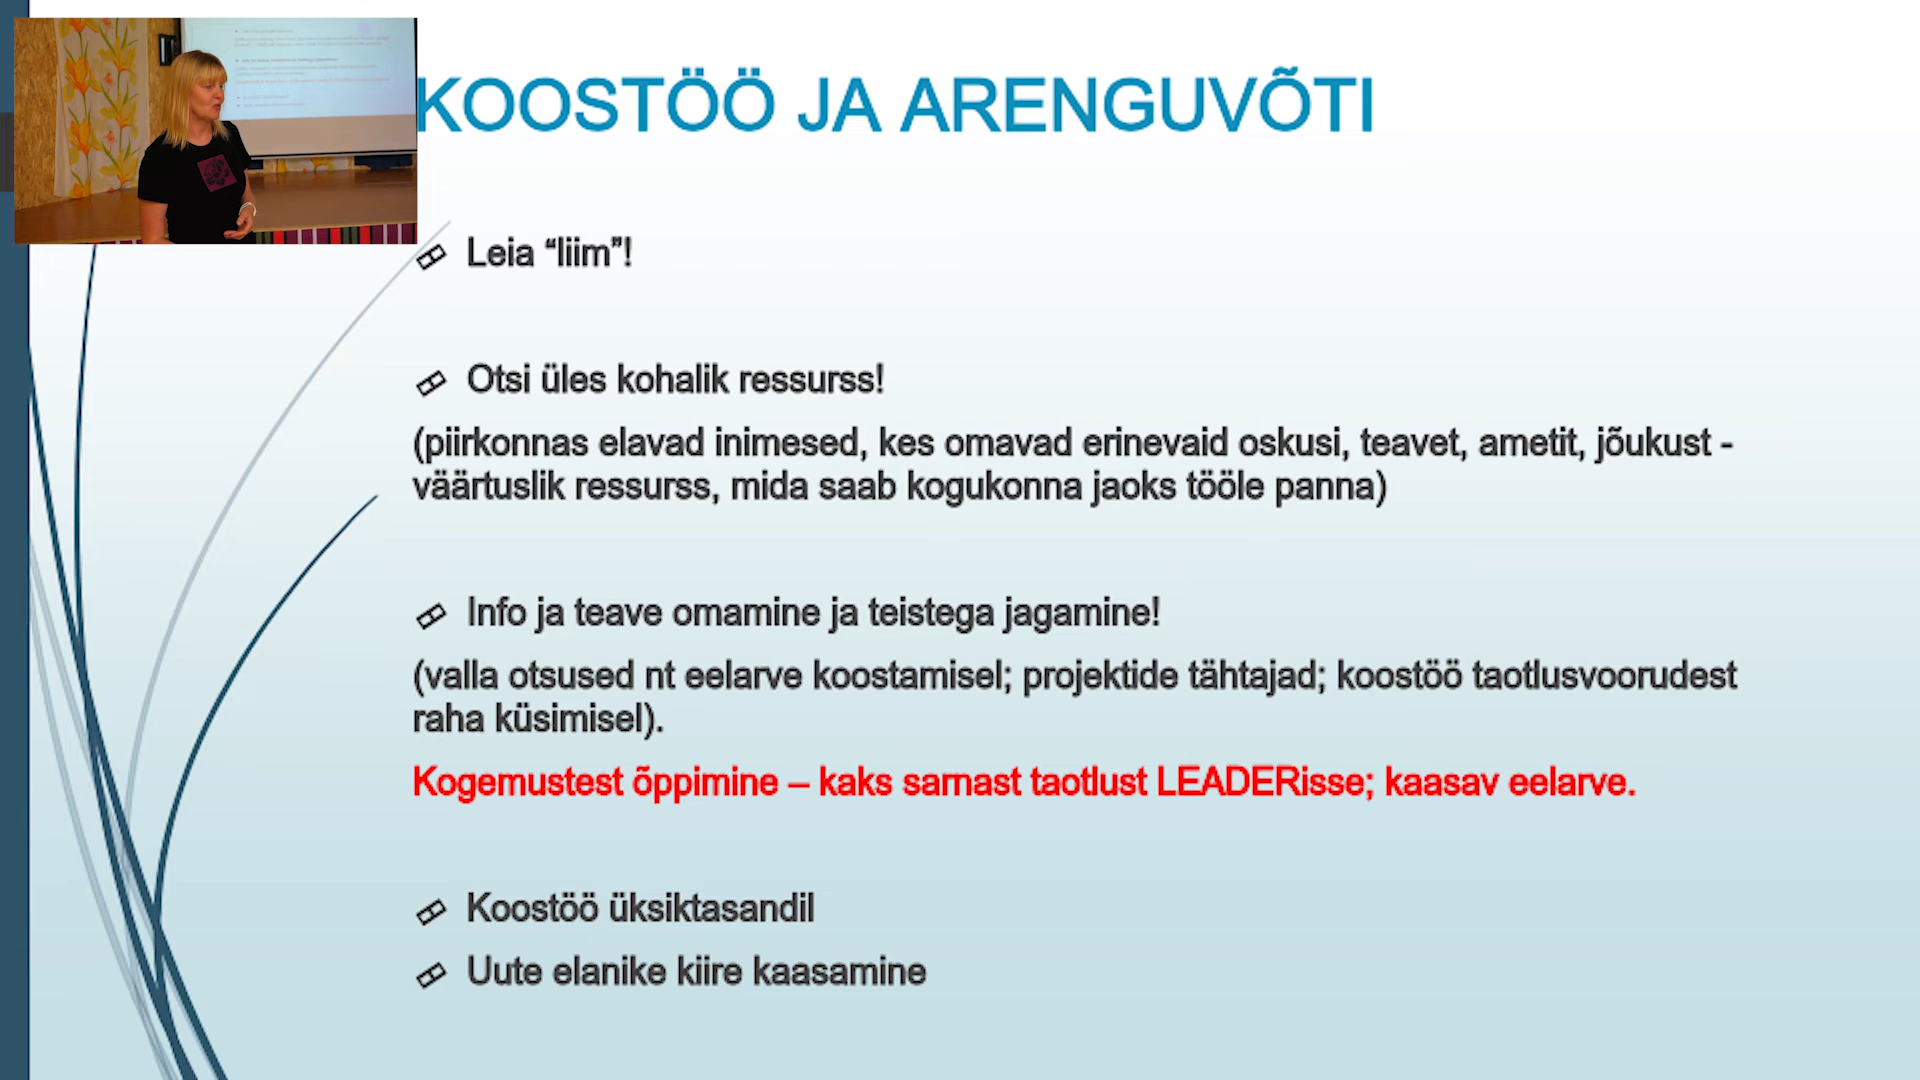 KOOSTÖÖ JA ARENGUVÕTI
Leia “liim”!
Otsi üles kohalik ressurss!
(piirkonnas elavad inimesed, kes omavad erinevaid oskusi, teavet, ametit, jõukust -
väärtuslik ressurss, mida saab kogukonna jaoks tööle panna)
Info ja teave omamine ja teistega jagamine!
(valla otsused nt eelarve koostamisel; projektide tähtajad; koostöö taotlusvoorudest
raha küsimisel).
Kogemustest õppimine – kaks sarnast taotlust LEADERisse; kaasav eelarve.
Koostöö üksiktasandil
Uute elanike kiire kaasamine